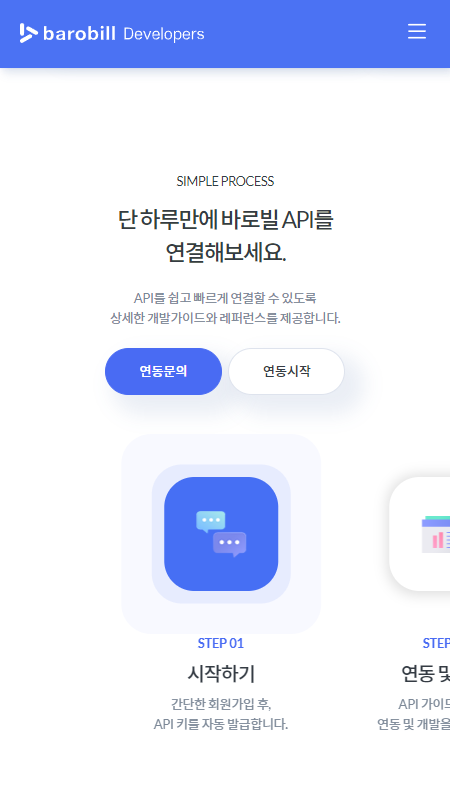 barobill Developers
SIMPLE PROCESS
단 하루만에 바로빌 API를
연결해보세요.
API를 쉽고 빠르게 연결할 수 있도록
상세한 개발가이드와 레퍼런스를 제공합니다.
연동문의
연동시작
STEP 01
시작하기
간단한 회원가입 후,
API 키를 자동 발급합니다.
STEP
연동 및
API 가이드
연동 및 개발을